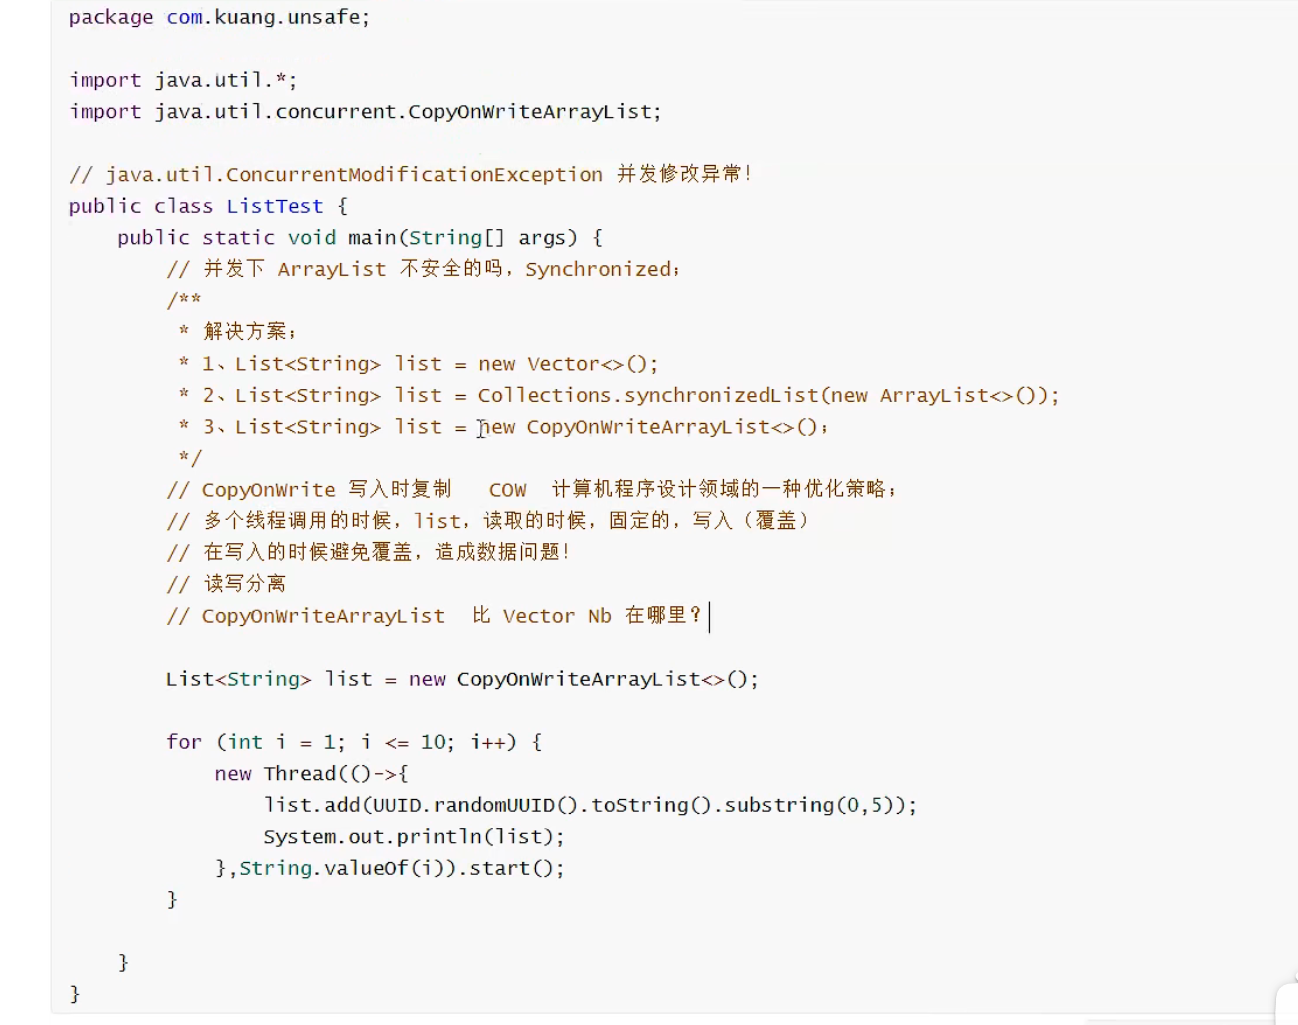 package com.kuang.unsafe;
import java.util.*;
import java.util.concurrent.CopyOnWriteArrayList;
// java.util.ConcurrentModificationException 并发修改异常！
public class ListTest {
public static void main(String[] args) {
// 并发下 ArrayList 不安全的吗，Synchronized；
/**
* 解决方案；
* 1、List<String> list = new Vector<>();
* 2、List<String> list = Collections.synchronizedList(new ArrayList<>());
* 3、List<String> list = new CopyOnWriteArrayList<>()；
*/
// CopyOnWrite 写入时复制 COW 计算机程序设计领域的一种优化策略；
// 多个线程调用的时候，list，读取的时候，固定的，写入（覆盖）
// 在写入的时候避免覆盖，造成数据问题！
// 读写分离
// CopyOnWriteArrayList 比 Vector Nb 在哪里？
List<String> list = new CopyOnWriteArrayList<>();
for (int i = 1; i <= 10; i++) {
new Thread(()->{
list.add(UUID.randomUUID().toString().substring(0,5));
System.out.println(list);
},String.valueOf(i)).start();
}
}
}